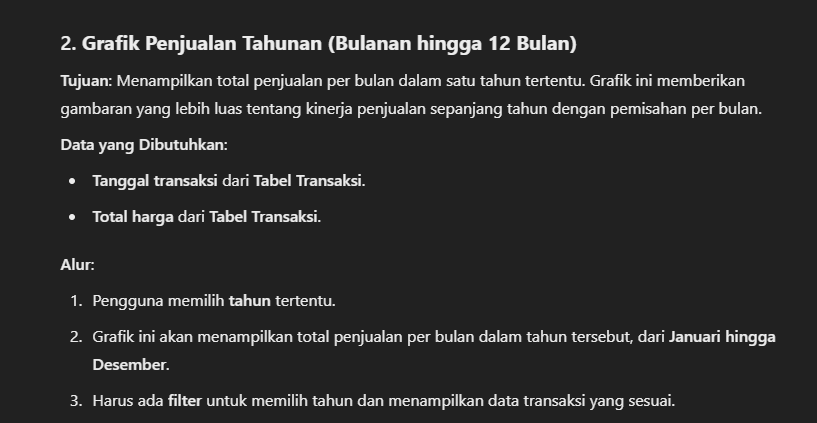 2. Grafik Penjualan Tahunan (Bulanan hingga 12 Bulan)
Tujuan: Menampilkan total penjualan per bulan dalam satu tahun tertentu. Grafik ini memberikan
gambaran yang lebih luas tentang kinerja penjualan sepanjang tahun dengan pemisahan per bulan.
Data yang Dibutuhkan:
• Tanggal transaksi dari Tabel Transaksi.
• Total harga dari Tabel Transaksi.
Alur:
1. Pengguna memilih tahun tertentu.
2. Grafik ini akan menampilkan total penjualan per bulan dalam tahun tersebut, dari Januari hingga
Desember.
3. Harus ada filter untuk memilih tahun dan menampilkan data transaksi yang sesuai.